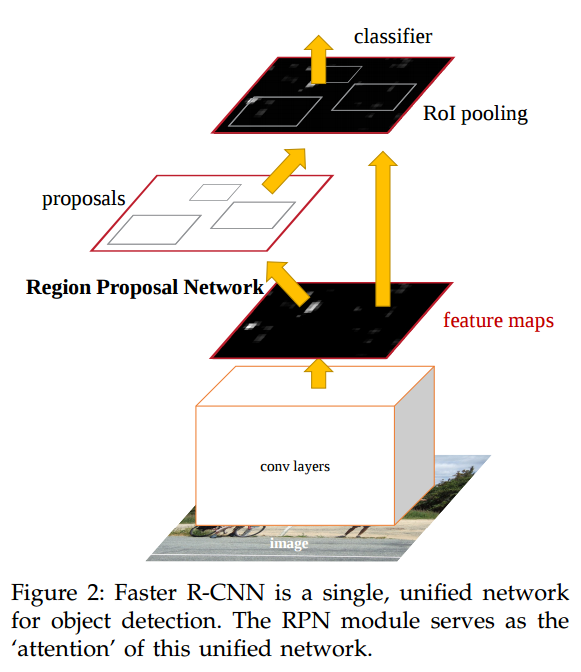 classifier
RoI pooling
proposals
Region Proposal Network
feature maps
conv layers
image
Figure 2: Faster R-CNN is a single, unified network
for object detection. The RPN module serves as the
‘attention’ of this unified network.